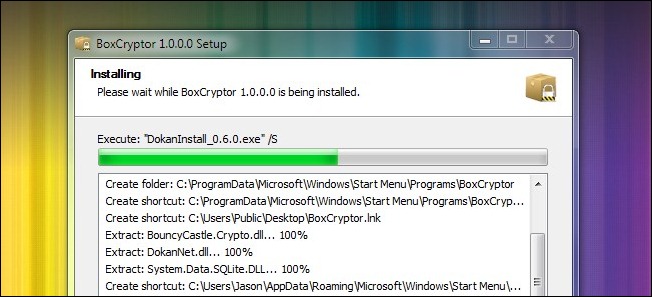 BoxCryptor 1.0.0.0 Setup
Installing
Please wait while BoxCryptor 1.0.0.0 is being installed.
Execute: "DokanInstall_0.6.0.exe" /S
Create folder: C:\ProgramData\Microsoft\Windows\Start Menu\Programs\BoxCryptor
Create shortcut: C:\ProgramData\Microsoft\Windows\Start Menu\Programs\BoxCryp...
Create shortcut: C:\Users\Public\Desktop\BoxCryptor.lnk
Extract: BouncyCastle.Crypto.dll... 100%
Extract: DokanNet.dll... 100%
Extract: System.Data.SQLite.DLL... 100%
Create shortcut: C:\Users\Jason\AppData\Roaming\Microsoft\Windows\Start Menu\...